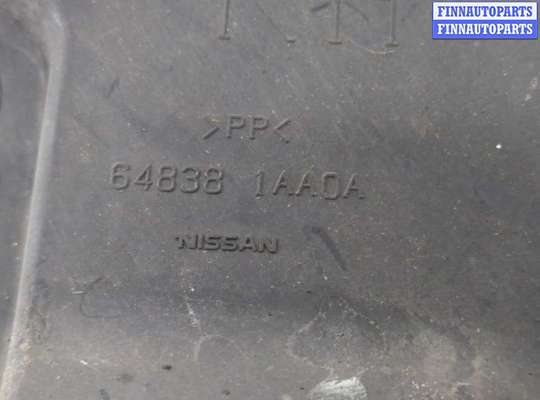 FINNAUTOPARTS
FINNAUTOPARTS
>PP<
64838 1AA0A
NISSAN